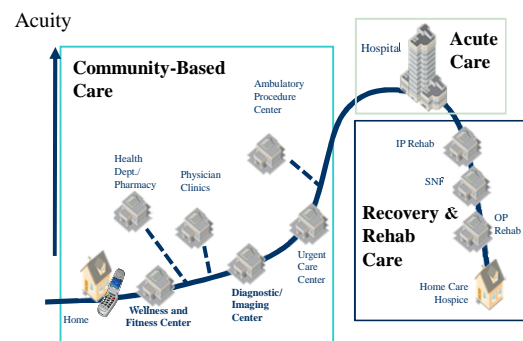 Acuity
Community-Based
Care
Hospital
Acute
Care
Ambulatory
Procedure
Center
Health
Dept./
Pharmacy
Physician
Clinics
IP Rehab
SNF
Recovery &
Rehab
Care
OP
Rehab
Urgent
Care
Center
Home Care
Hospice
Home
Wellness and
Fitness Center
Diagnostic/
Imaging
Center